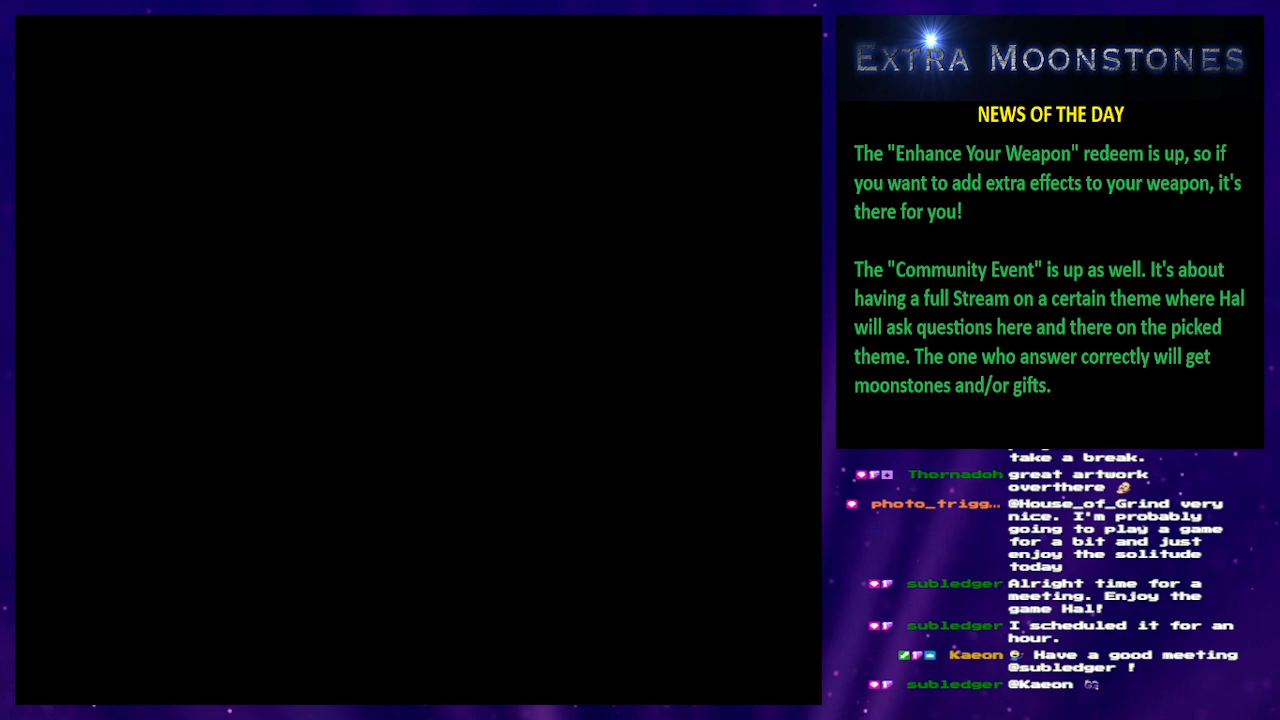 EXTRA MOONSTONES
NEWS OF THE DAY
The "Enhance Your Weapon" redeem is up, so if
you want to add extra effects to your weapon, it's
there for you!
The "Community Event" is up as well. It's about
having a full Stream on a certain theme where Hal
will ask questions here and there on the picked
theme. The one who answer correctly will get
moonstones and/or gifts.
take a break.
Thornadoh great artwork
overthere
photo_trigg... @House_of_Grind very
nice. I'm probably
going to play a game
for a bit and just
enjoy the solitude
today
subledger Alright time for a
meeting. Enjoy the
game Hal!
subledger I scheduled it for an
hour.
Kaeon Have a good meeting
@subledger !
subledger @Kaeon